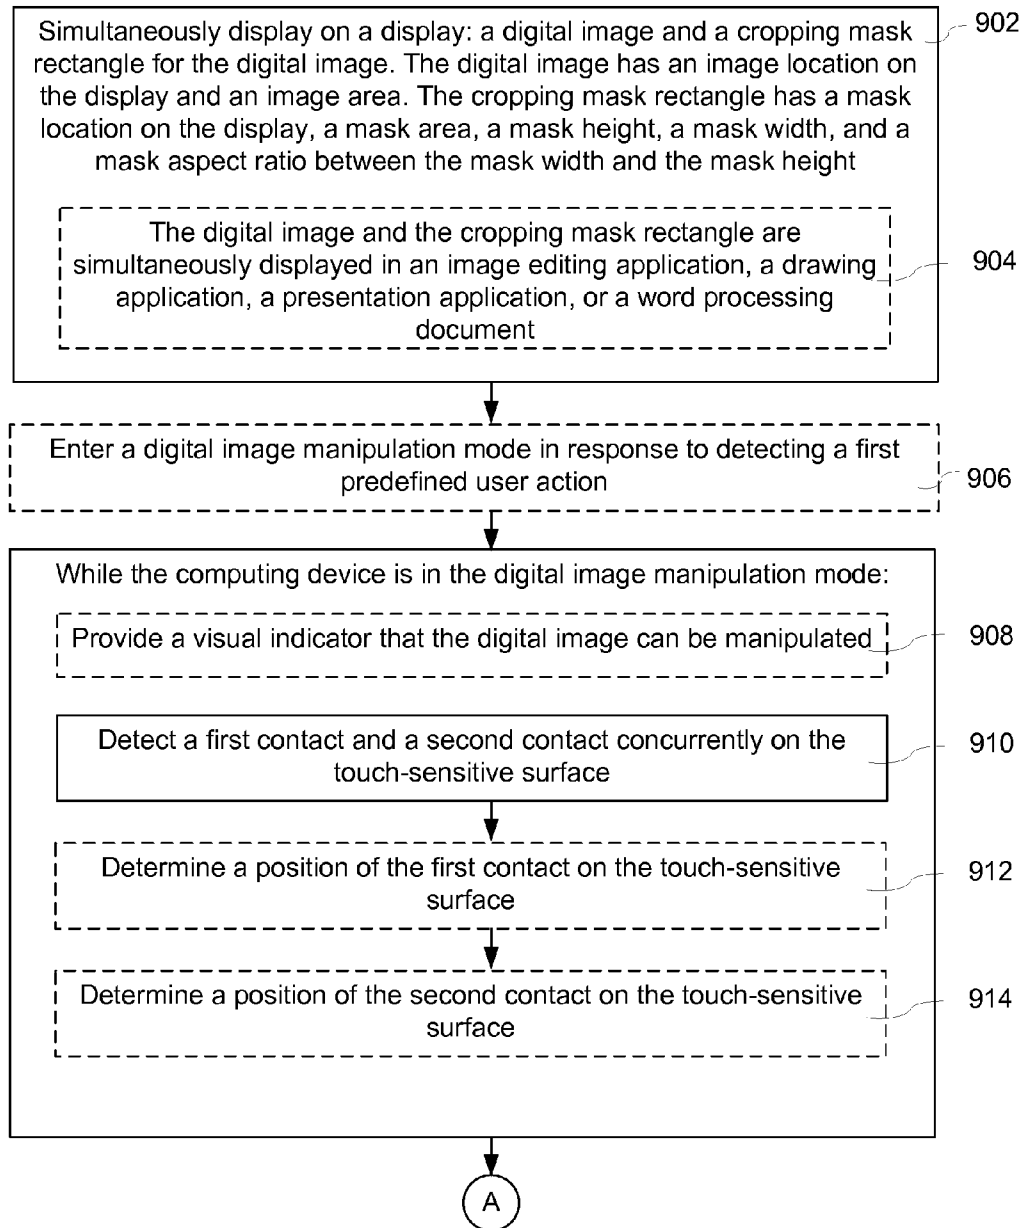 Simultaneously display on a display: a digital image and a cropping mask
rectangle for the digital image. The digital image has an image location on
the display and an image area. The cropping mask rectangle has a mask
location on the display, a mask area, a mask height, a mask width, and a
mask aspect ratio between the mask width and the mask height
902
The digital image and the cropping mask rectangle are
simultaneously displayed in an image editing application, a drawing
application, a presentation application, or a word processing
document
904
Enter a digital image manipulation mode in response to detecting a first
predefined user action
906
While the computing device is in the digital image manipulation mode:
Provide a visual indicator that the digital image can be manipulated
908
Detect a first contact and a second contact concurrently on the
touch-sensitive surface
910
Determine a position of the first contact on the touch-sensitive
surface
912
Determine a position of the second contact on the touch-sensitive
surface
914
A